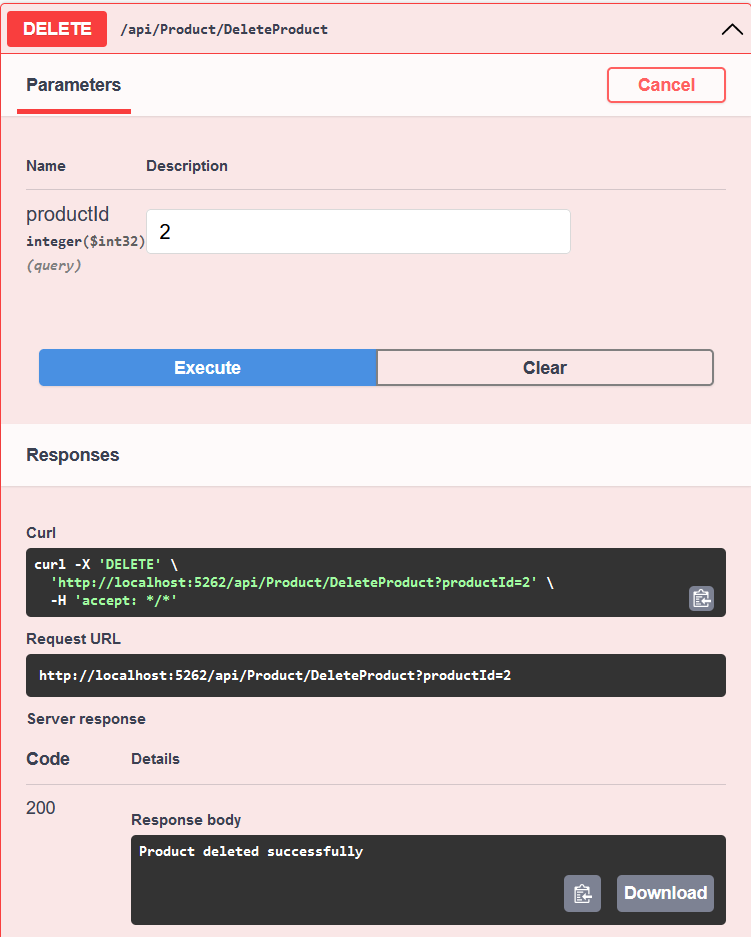 DELETE /api/Product/DeleteProduct
Parameters
Cancel
Name Description
productId
integer($int32)
(query)
2
Execute Clear
Responses
Curl
curl -X 'DELETE' \
'http://localhost:5262/api/Product/DeleteProduct?productId=2' \
-H 'accept: */*'
Request URL
http://localhost:5262/api/Product/DeleteProduct?productId=2
Server response
Code Details
200
Response body
Product deleted successfully
Download